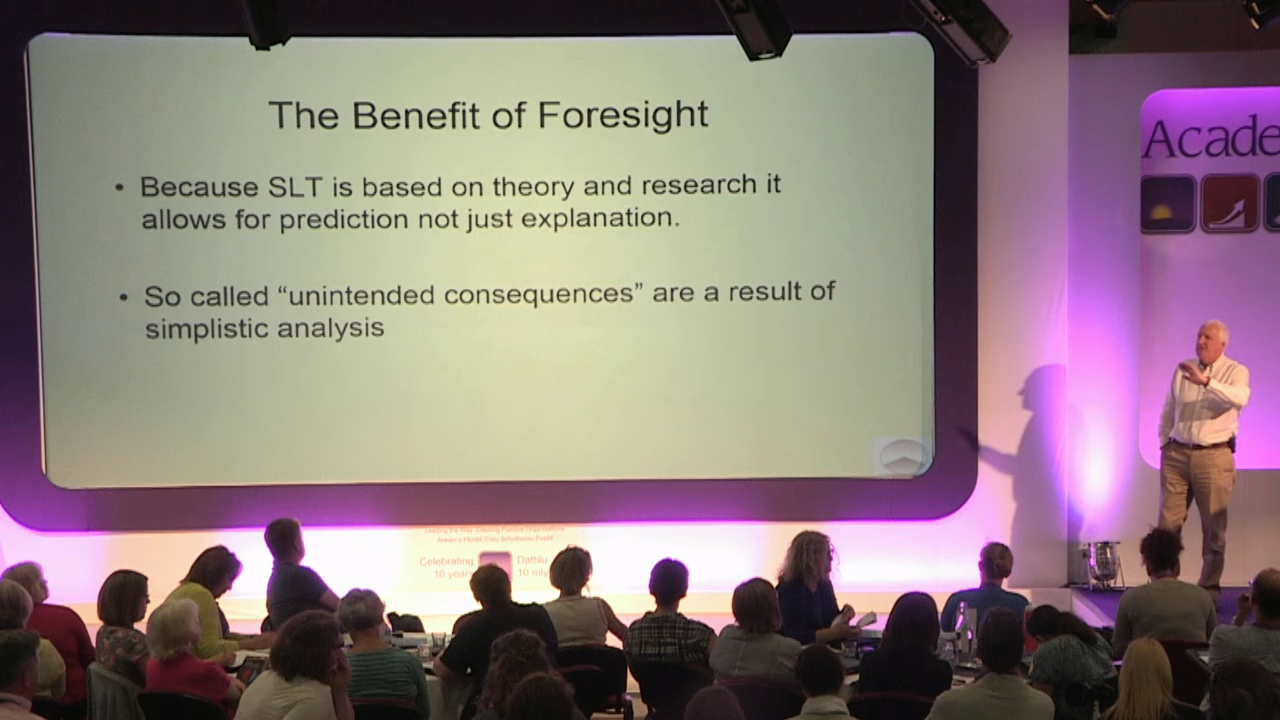 The Benefit of Foresight
• Because SLT is based on theory and research it
allows for prediction not just explanation.
• So called “unintended consequences” are a result of
simplistic analysis
Acade
Celebrating
10 years
Dathlu
10 mly